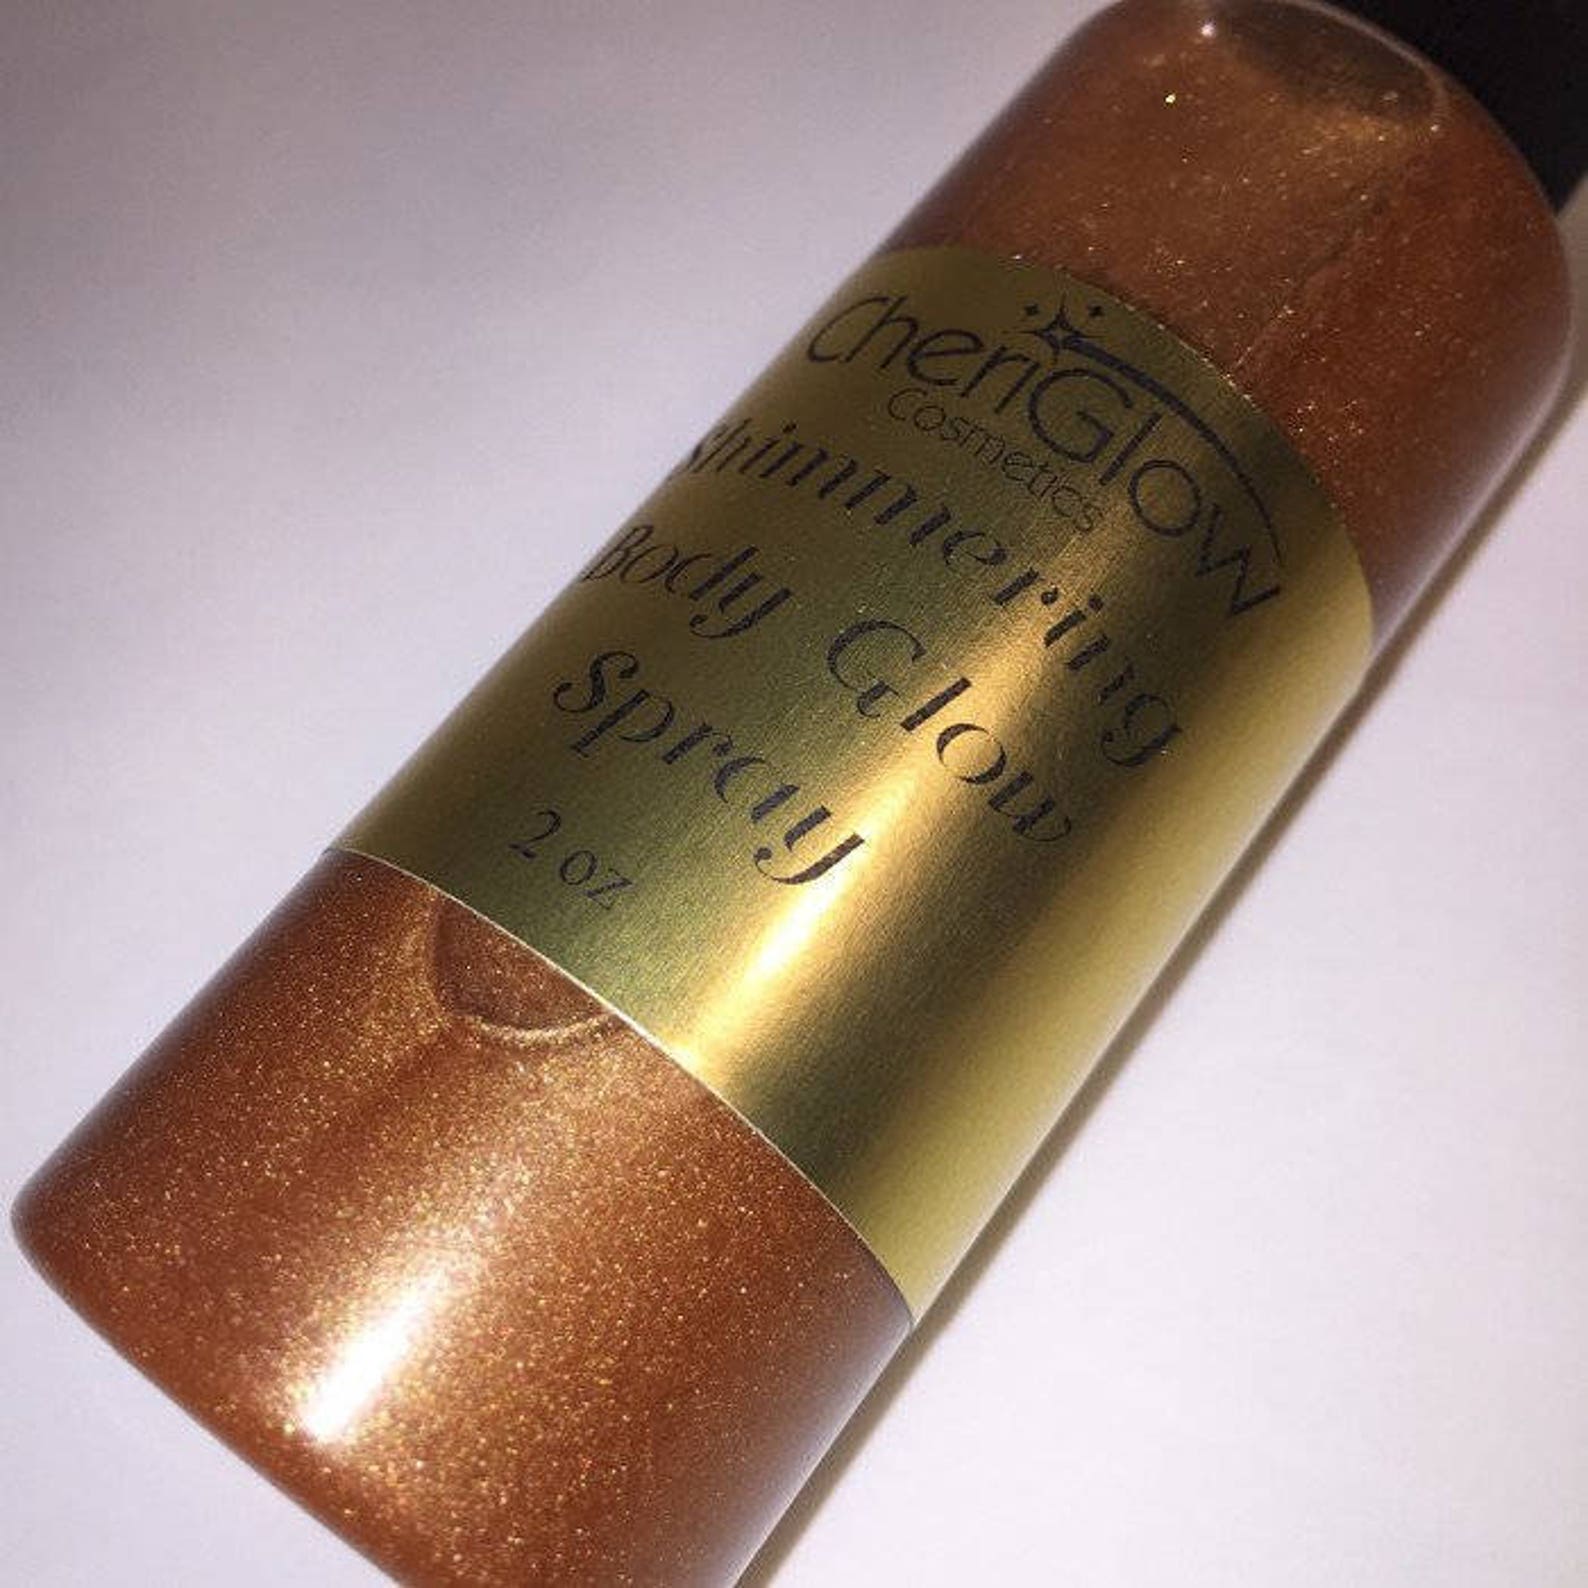 CheriGlow
cosmetics
Shimmering
Body Glow
Spray
2 oz